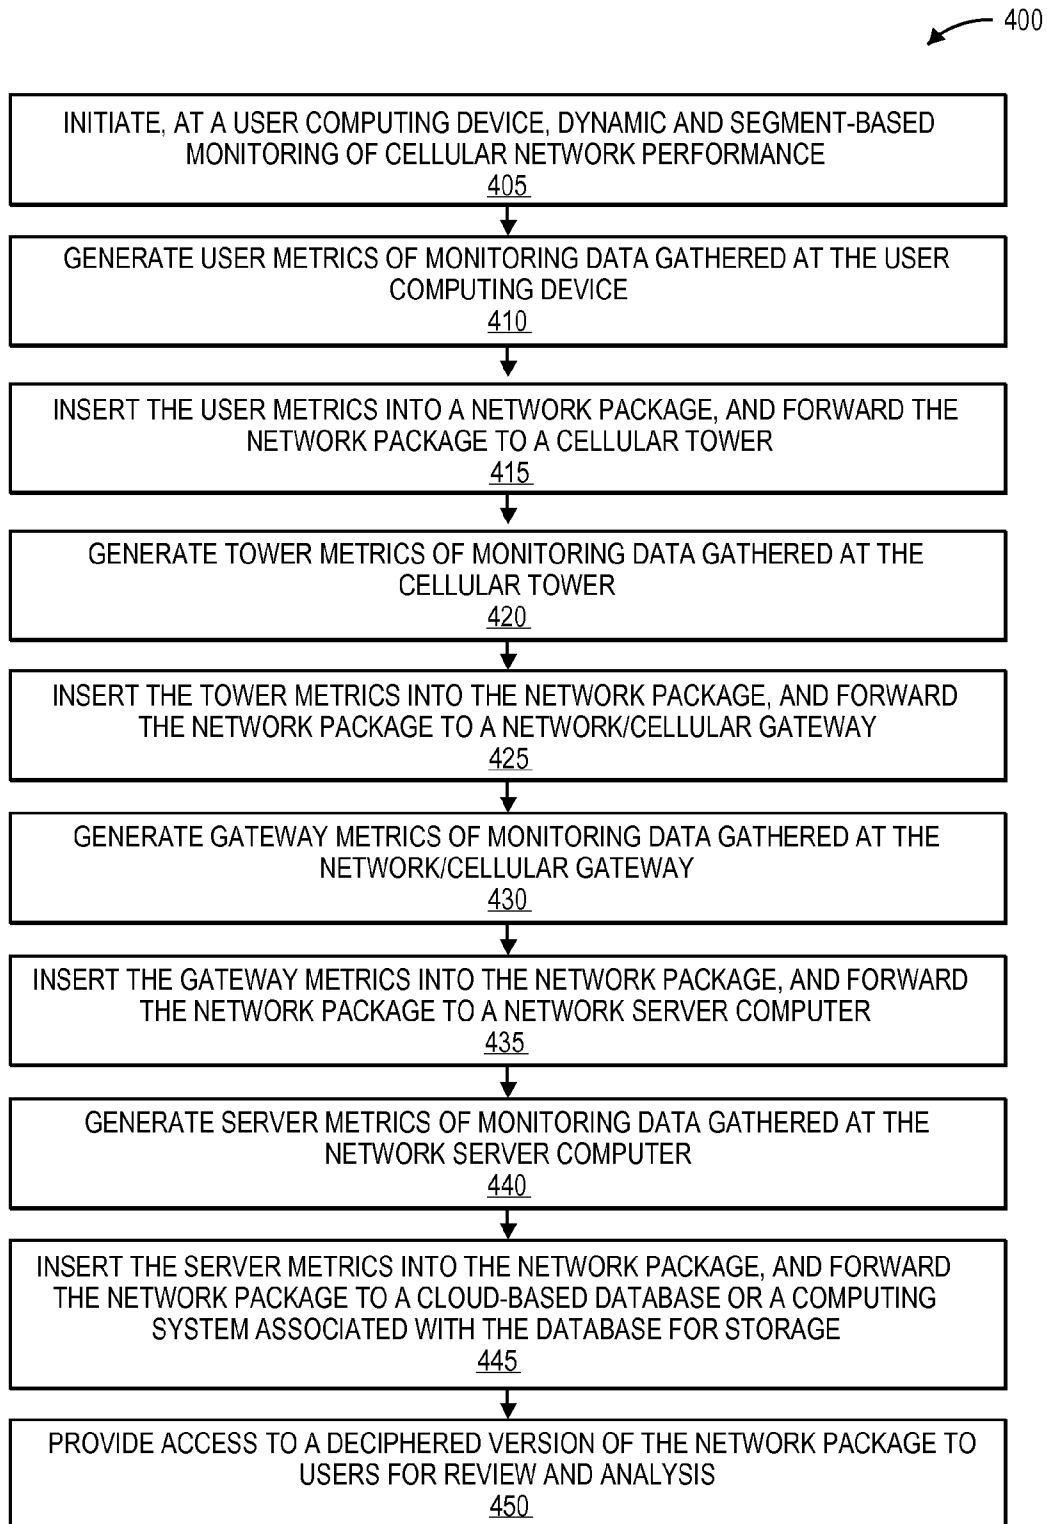 400
INITIATE, AT A USER COMPUTING DEVICE, DYNAMIC AND SEGMENT-BASED
MONITORING OF CELLULAR NETWORK PERFORMANCE
405
GENERATE USER METRICS OF MONITORING DATA GATHERED AT THE USER
COMPUTING DEVICE
410
INSERT THE USER METRICS INTO A NETWORK PACKAGE, AND FORWARD THE
NETWORK PACKAGE TO A CELLULAR TOWER
415
GENERATE TOWER METRICS OF MONITORING DATA GATHERED AT THE
CELLULAR TOWER
420
INSERT THE TOWER METRICS INTO THE NETWORK PACKAGE, AND FORWARD
THE NETWORK PACKAGE TO A NETWORK/CELLULAR GATEWAY
425
GENERATE GATEWAY METRICS OF MONITORING DATA GATHERED AT THE
NETWORK/CELLULAR GATEWAY
430
INSERT THE GATEWAY METRICS INTO THE NETWORK PACKAGE, AND FORWARD
THE NETWORK PACKAGE TO A NETWORK SERVER COMPUTER
435
GENERATE SERVER METRICS OF MONITORING DATA GATHERED AT THE
NETWORK SERVER COMPUTER
440
INSERT THE SERVER METRICS INTO THE NETWORK PACKAGE, AND FORWARD
THE NETWORK PACKAGE TO A CLOUD-BASED DATABASE OR A COMPUTING
SYSTEM ASSOCIATED WITH THE DATABASE FOR STORAGE
445
PROVIDE ACCESS TO A DECIPHERED VERSION OF THE NETWORK PACKAGE TO
USERS FOR REVIEW AND ANALYSIS
450